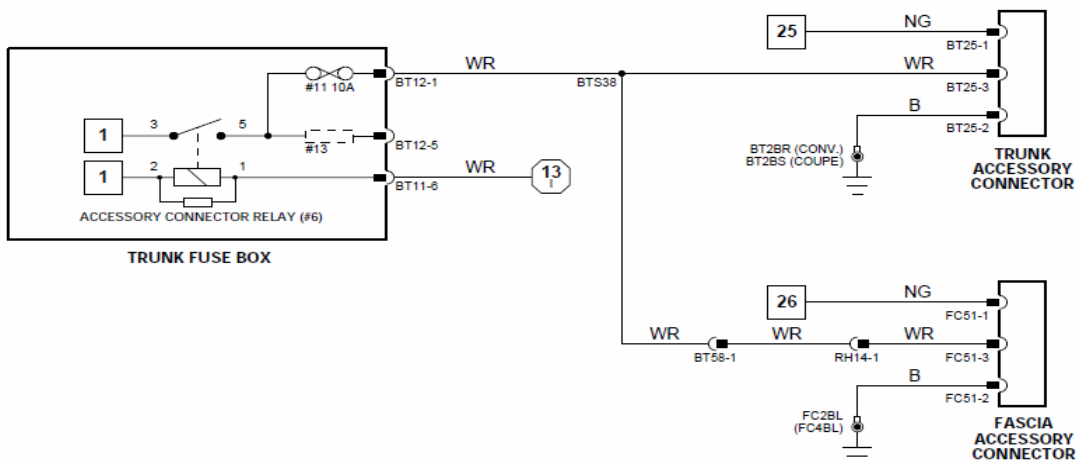 NG
25
BT25-1
WR
WR
#11 10A
BT12-1
BTS38
BT25-3
B
1
3
5
#13
BT12-5
BT25-2
BT2BR (CONV.)
BT2BS (COUPE)
TRUNK
ACCESSORY
CONNECTOR
1
2
1
WR
13
I
BT11-6
ACCESSORY CONNECTOR RELAY (#6)
TRUNK FUSE BOX
NG
26
FC51-1
WR
WR
WR
BT58-1
RH14-1
FC51-3
B
FC51-2
FC2BL
(FC4BL)
FASCIA
ACCESSORY
CONNECTOR